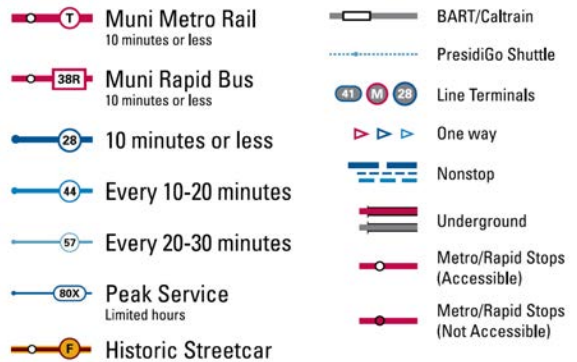 T Muni Metro Rail
10 minutes or less
38R Muni Rapid Bus
10 minutes or less
28 10 minutes or less
44 Every 10-20 minutes
57 Every 20-30 minutes
80X Peak Service
Limited hours
F Historic Streetcar
BART/Caltrain
PresidiGo Shuttle
41 M 28 Line Terminals
One way
Nonstop
Underground
Metro/Rapid Stops
(Accessible)
Metro/Rapid Stops
(Not Accessible)